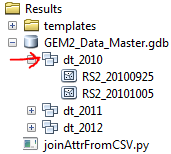 Results
templates
GEM2_Data_Master.gdb
dt_2010
RS2_20100925
RS2_20101005
dt_2011
dt_2012
joinAttrFromCSV.py